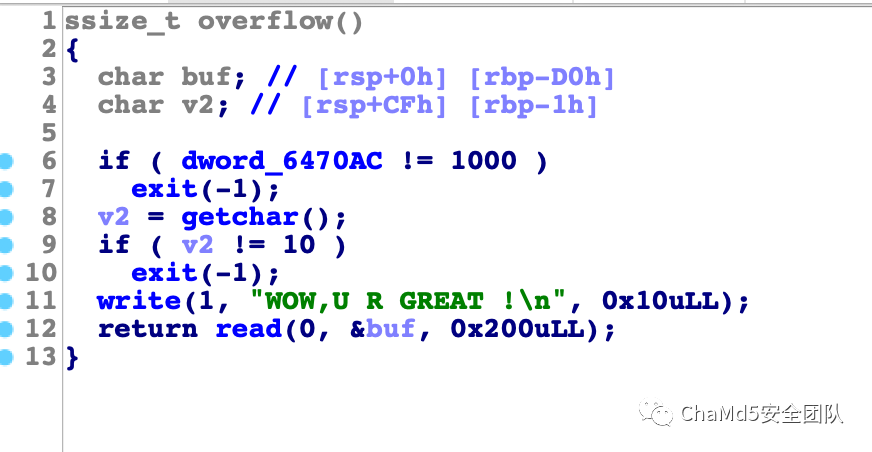 1 ssize_t overflow()
2 {
3 char buf; // [rsp+0h] [rbp-D0h]
4 char v2; // [rsp+CFh] [rbp-1h]
5
6 if ( dword_6470AC != 1000 )
7 exit(-1);
8 v2 = getchar();
9 if ( v2 != 10 )
10 exit(-1);
11 write(1, "WOW,U R GREAT !\n", 0x10uLL);
12 return read(0, &buf, 0x200uLL);
13 }
ChaMd5安全团队